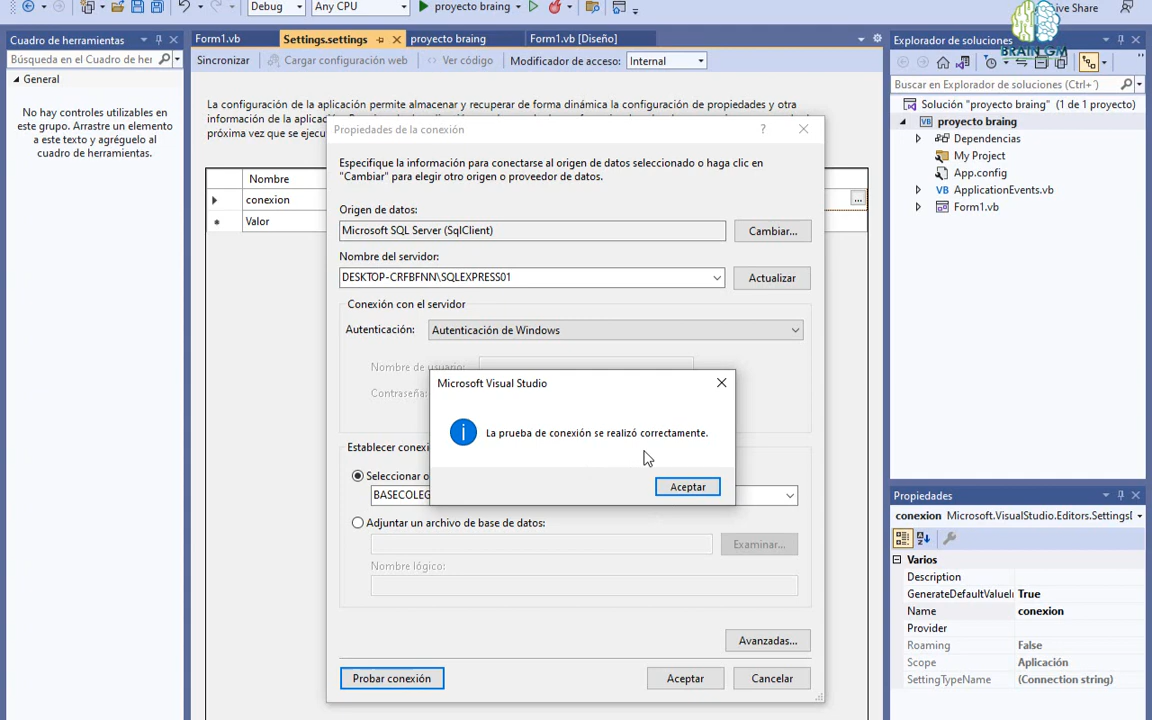 Debug
Any CPU
proyecto braing
ive Share
BRAIN GM
Cuadro de herramientas
Form1.vb
Settings.settings
proyecto braing
Form1.vb [Diseño]
Explorador de soluciones
Búsqueda en el Cuadro de her
Sincronizar
Cargar configuración web
Ver código
Modificador de acceso:
Internal
General
No hay controles utilizables en
este grupo. Arrastre un elemento
a este texto y agréguelo al
cuadro de herramientas.
La configuración de la aplicación permite almacenar y recuperar de forma dinámica la configuración de propiedades y otra
información de la
próxima vez que se ejecu
Nombre
conexion
Valor
...
Propiedades de la conexión
?
Especifique la información para conectarse al origen de datos seleccionado o haga clic en
"Cambiar" para elegir otro origen o proveedor de datos.
Origen de datos:
Microsoft SQL Server (SqlClient)
Cambiar...
Nombre del servidor:
DESKTOP-CRFBFNN\SQLEXPRESS01
Actualizar
Conexión con el servidor
Autenticación:
Autenticación de Windows
Nombre de usuario:
Contraseña:
Establecer conexi
Seleccionar o
BASECOLEG
Adjuntar un archivo de base de datos:
Examinar...
Nombre lógico:
Avanzadas...
Probar conexión
Aceptar
Cancelar
Microsoft Visual Studio
La prueba de conexión se realizó correctamente.
Aceptar
Buscar en Explorador de soluciones (Ctrl+´)
Solución "proyecto braing" (1 de 1 proyecto)
proyecto braing
Dependencias
My Project
App.config
ApplicationEvents.vb
Form1.vb
Propiedades
conexion Microsoft.VisualStudio.Editors.Settings
Varios
Description
GenerateDefaultValueI True
Name conexion
Provider
Roaming False
Scope Aplicación
SettingTypeName (Connection string)